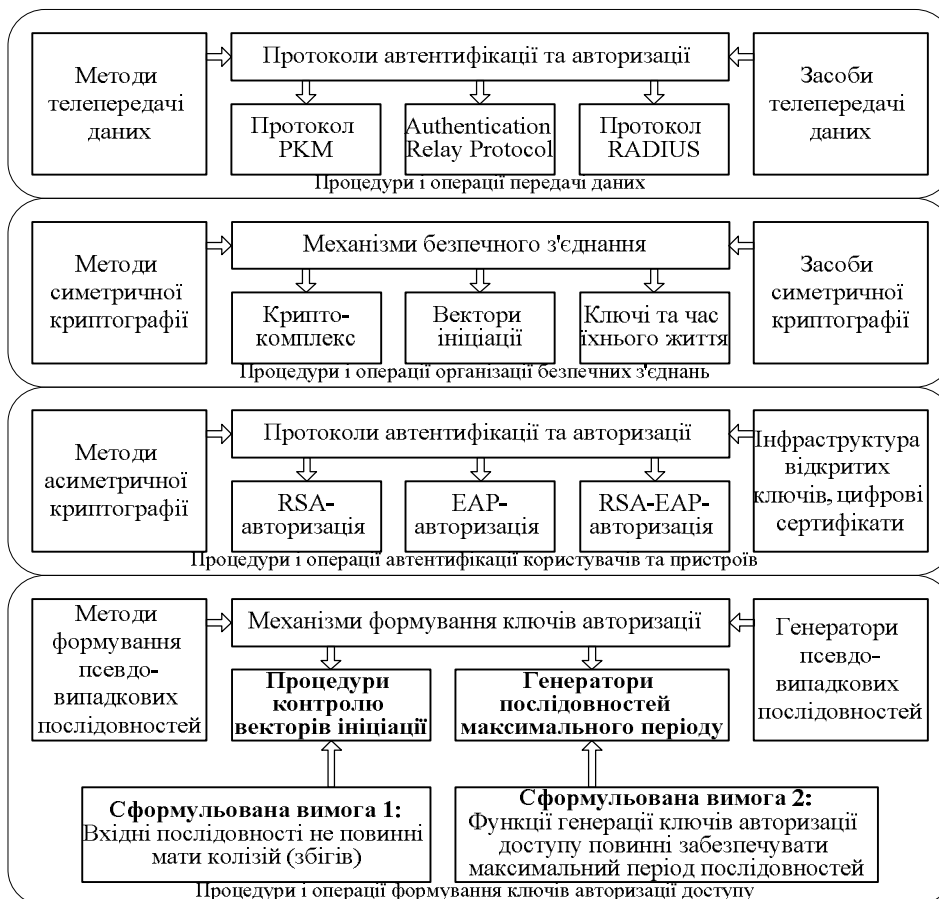 Методи
телепередачі
даних
Протоколи автентифікації та авторизації
Засоби
телепередачі
даних
Протокол
PKM
Authentication
Relay Protocol
Протокол
RADIUS
Процедури і операції передачі даних
Методи
симетричної
криптографії
Механізми безпечного з'єднання
Засоби
симетричної
криптографії
Крипто-
комплекс
Вектори
ініціації
Ключі та час
їхнього життя
Процедури і операції організації безпечних з'єднань
Методи
асиметричної
криптографії
Протоколи автентифікації та авторизації
Інфраструктура
відкритих
ключів, цифрові
сертифікати
RSA-
авторизація
EAP-
авторизація
RSA-EAP-
авторизація
Процедури і операції автентифікації користувачів та пристроїв
Методи
формування
псевдо-
випадкових
послідовностей
Механізми формування ключів авторизації
Генератори
псевдо-
випадкових
послідовностей
Процедури
контролю
векторів ініціації
Генератори
послідовностей
максимального періоду
Сформульована вимога 1:
Вхідні послідовності не повинні
мати колізій (збігів)
Сформульована вимога 2:
Функції генерації ключів авторизації
доступу повинні забезпечувати
максимальний період послідовностей
Процедури і операції формування ключів авторизації доступу